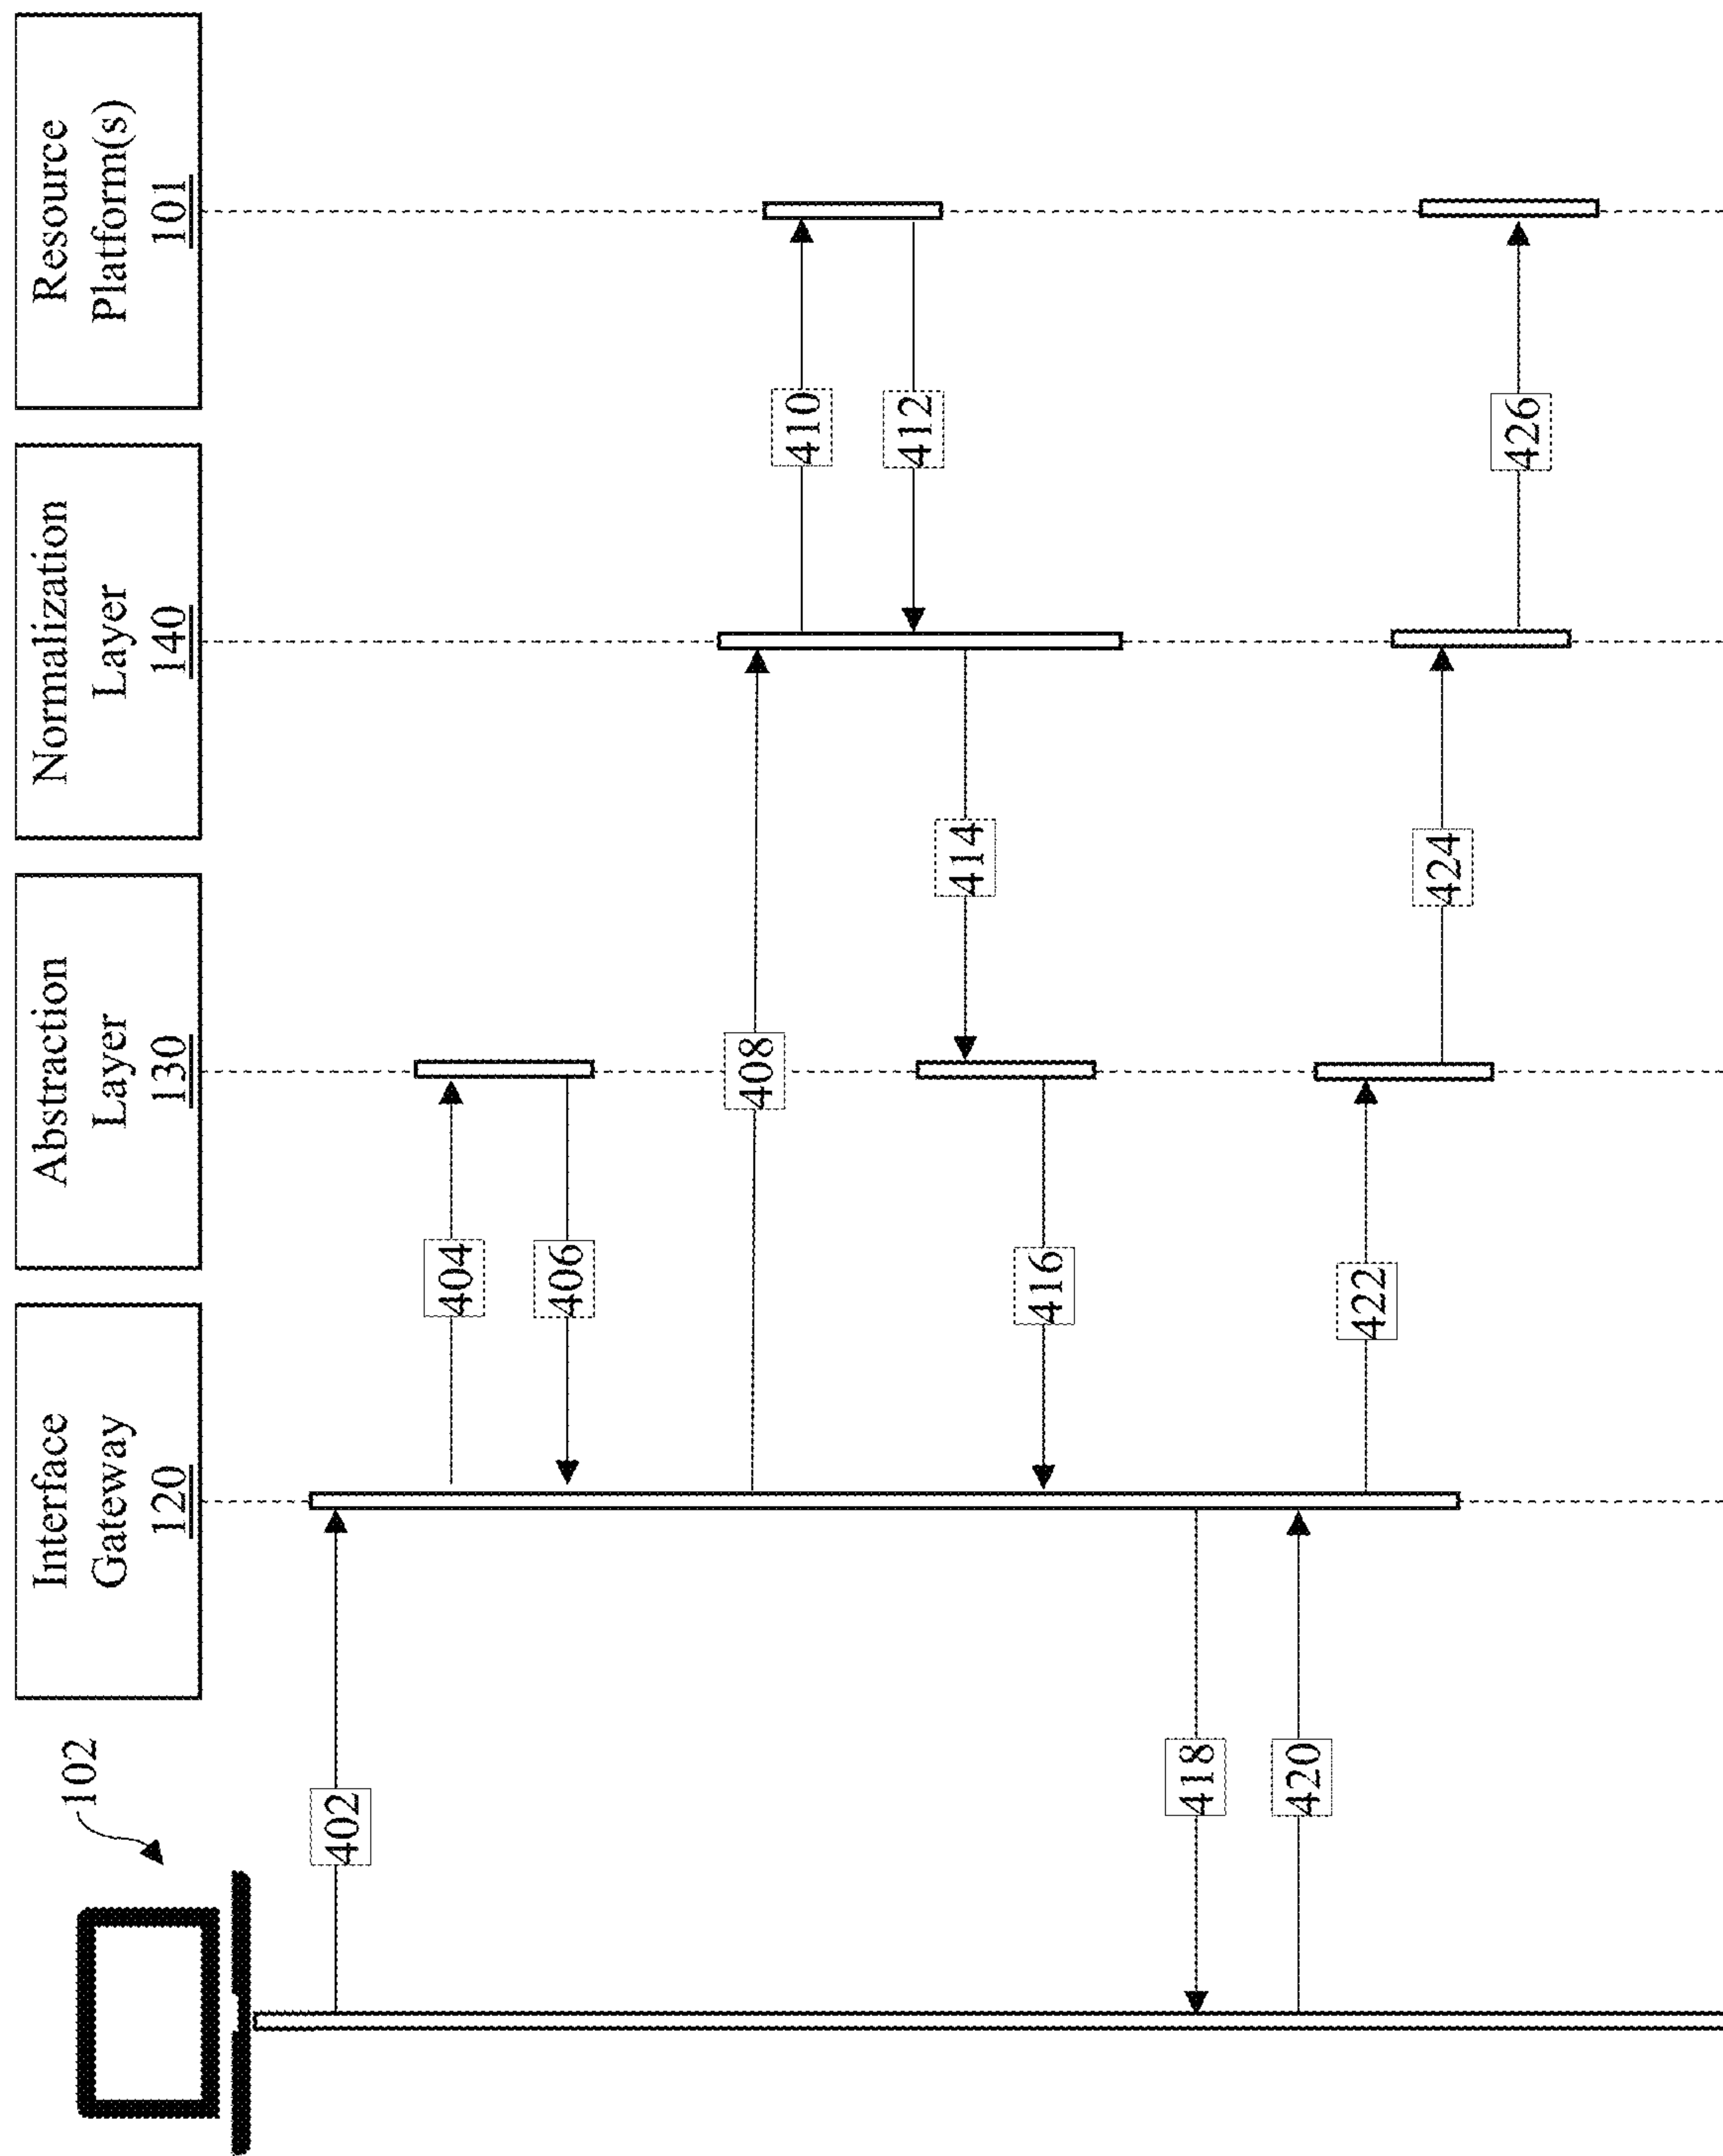 102
Interface
Gateway
120
Abstraction
Layer
130
Normalization
Layer
140
Resource
Platform(s)
101
402
404
406
408
410
412
414
416
418
420
422
424
426